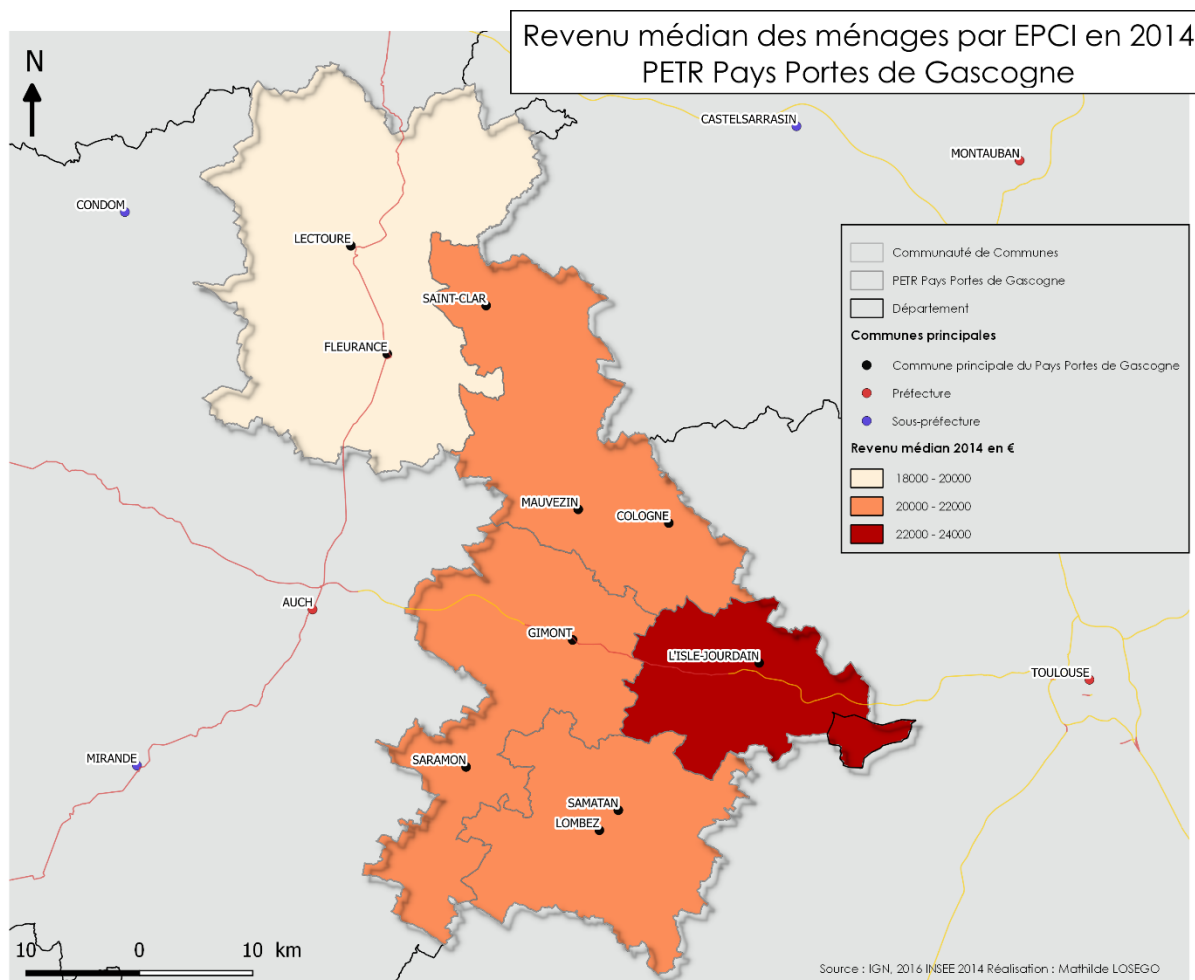 Revenu médian des ménages par EPCI en 2014
PETR Pays Portes de Gascogne
N
CASTELSARRASIN
MONTAUBAN
CONDOM
LECTOURE
SAINT-CLAR
FLEURANCE
MAUVEZIN
COLOGNE
AUCH
GIMONT
L'ISLE-JOURDAIN
TOULOUSE
MIRANDE
SARAMON
SAMATAN
LOMBEZ
Communauté de Communes
PETR Pays Portes de Gascogne
Département
Communes principales
Commune principale du Pays Portes de Gascogne
Préfecture
Sous-préfecture
Revenu médian 2014 en €
18000 - 20000
20000 - 22000
22000 - 24000
10 0 10 km
Source : IGN, 2016 INSEE 2014 Réalisation : Mathilde LOSEGO